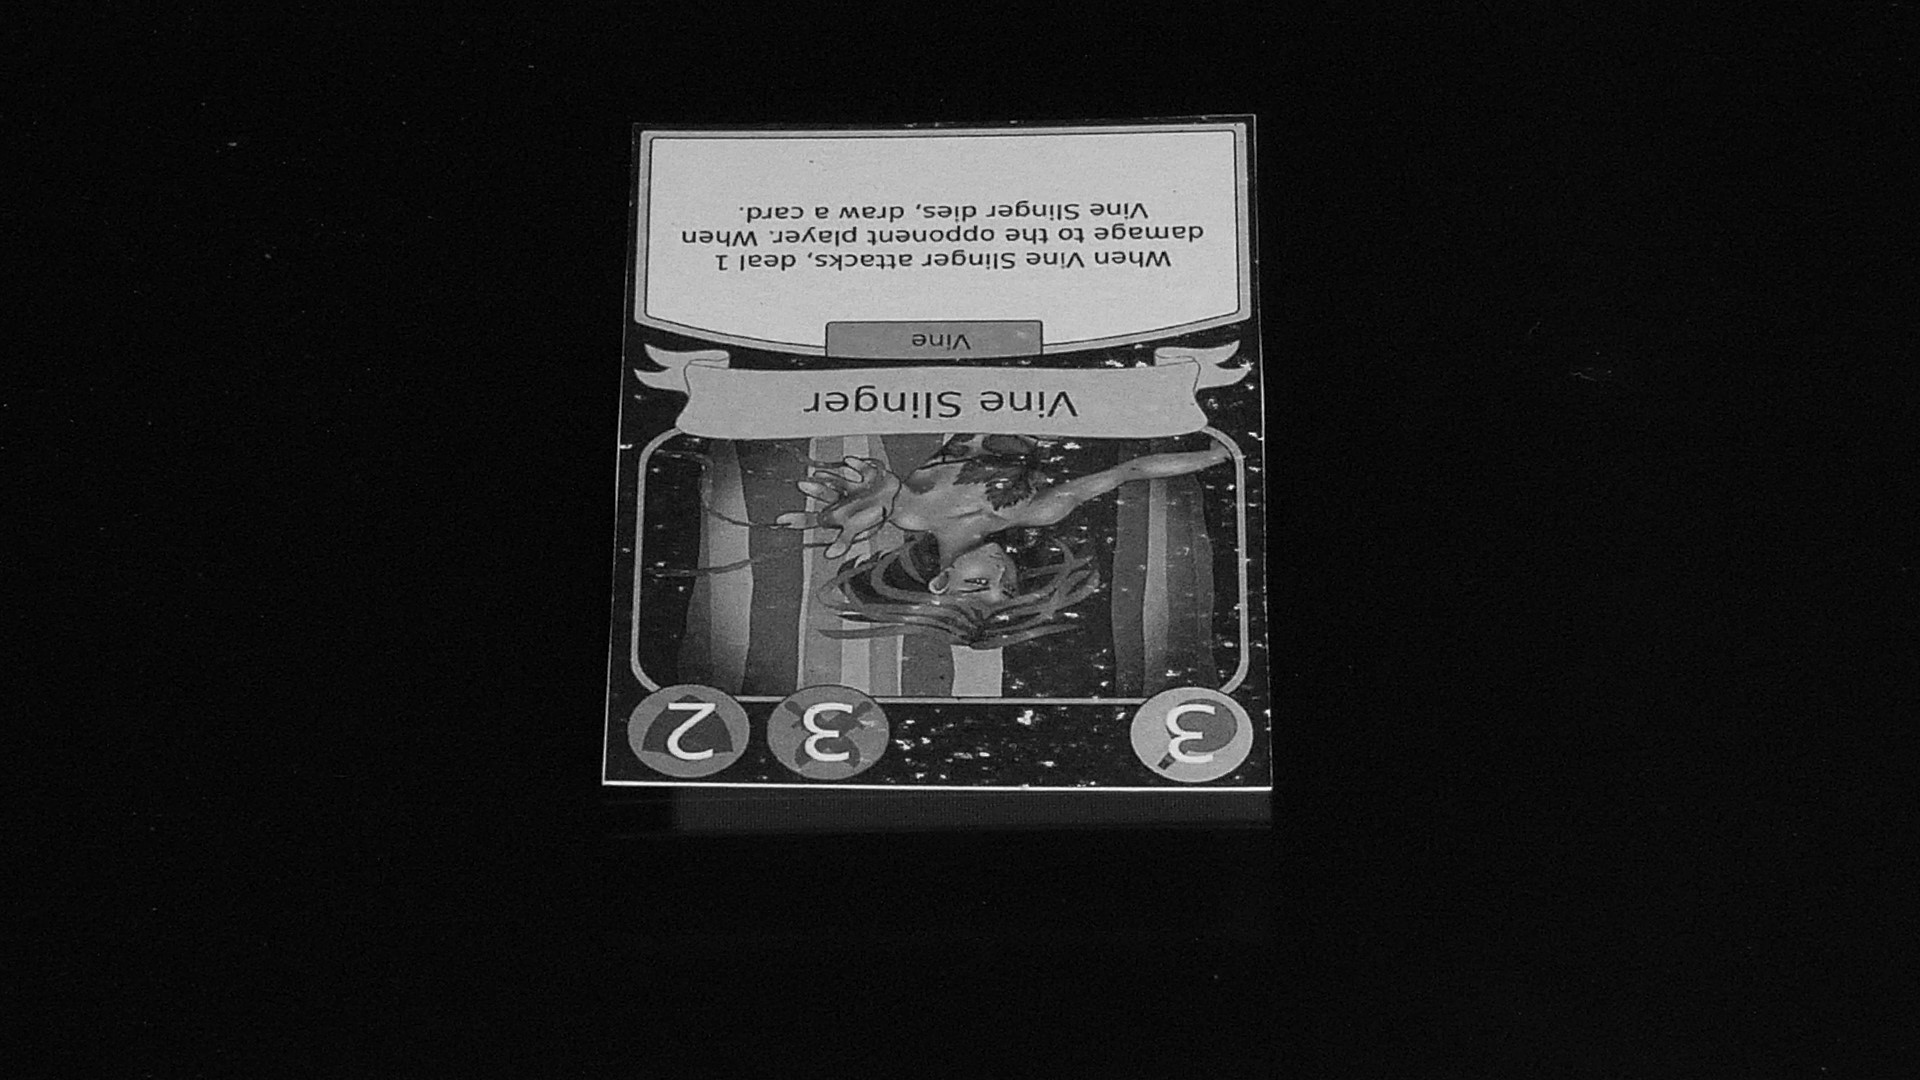 3 3 2
Vine Slinger
Vine
When Vine Slinger attacks, deal 1
damage to the opponent player. When
Vine Slinger dies, draw a card.